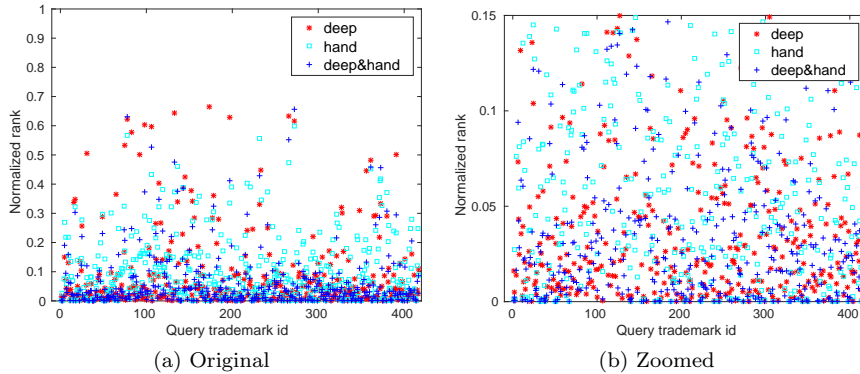 1
0.9
0.8
0.7
0.6
0.5
0.4
0.3
0.2
0.1
0
Normalized rank
deep
hand
deep&hand
0 100 200 300 400
Query trademark id
(a) Original
0.15
0.1
0.05
0
Normalized rank
deep
hand
deep&hand
0 100 200 300 400
Query trademark id
(b) Zoomed